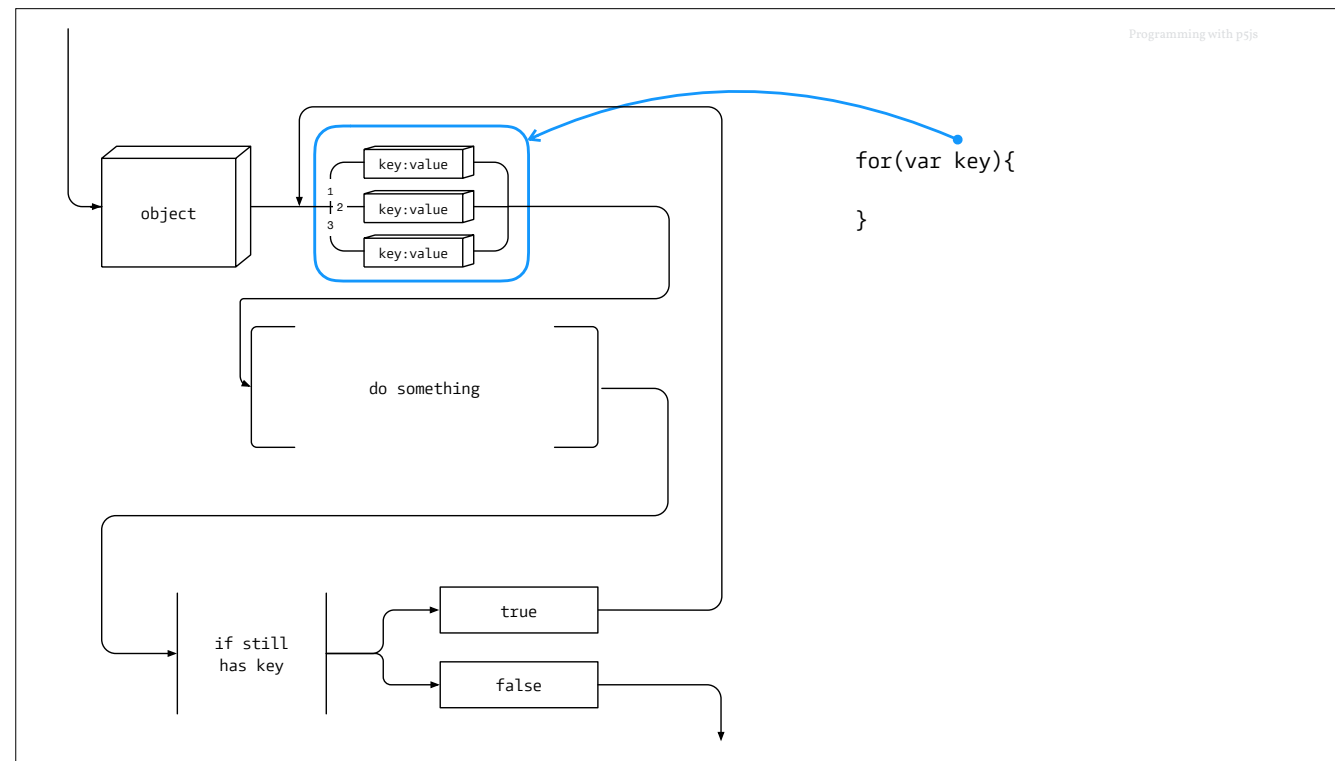 Programming with p5js
for(var key){
}
object
1
2
3
key:value
key:value
key:value
do something
if still
has key
true
false